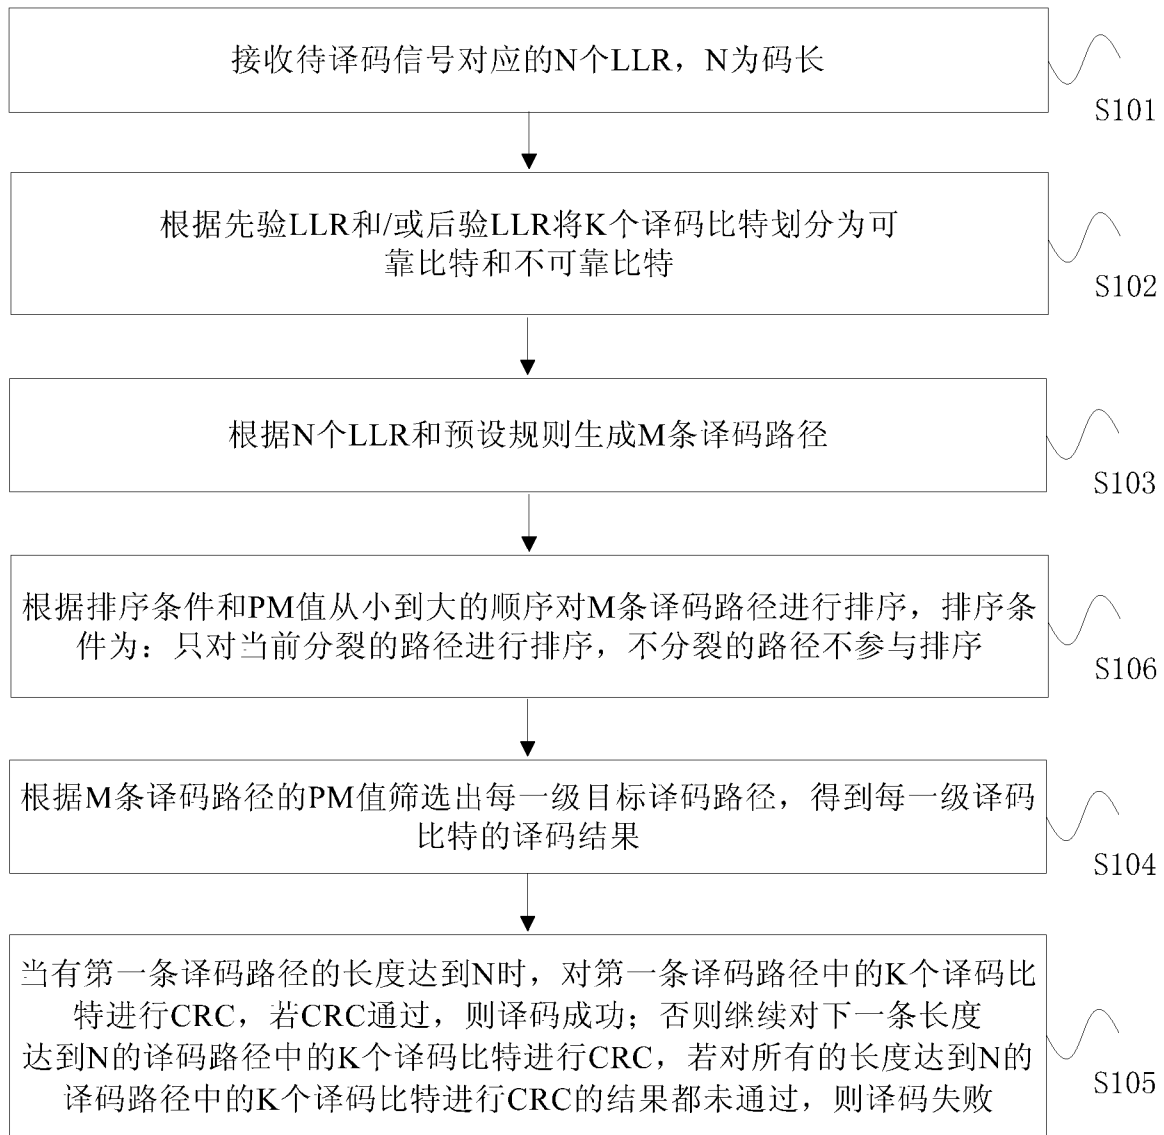 接收待译码信号对应的N个LLR，N为码长
S101
根据先验LLR和/或后验LLR将K个译码比特划分为可
靠比特和不可靠比特
S102
根据N个LLR和预设规则生成M条译码路径
S103
根据排序条件和PM值从小到大的顺序对M条译码路径进行排序，排序条
件为：只对当前分裂的路径进行排序，不分裂的路径不参与排序
S106
根据M条译码路径的PM值筛选出每一级目标译码路径，得到每一级译码
比特的译码结果
S104
当有第一条译码路径的长度达到N时，对第一条译码路径中的K个译码比
特进行CRC，若CRC通过，则译码成功；否则继续对下一条长度
达到N的译码路径中的K个译码比特进行CRC，若对所有的长度达到N的
译码路径中的K个译码比特进行CRC的结果都未通过，则译码失败
S105